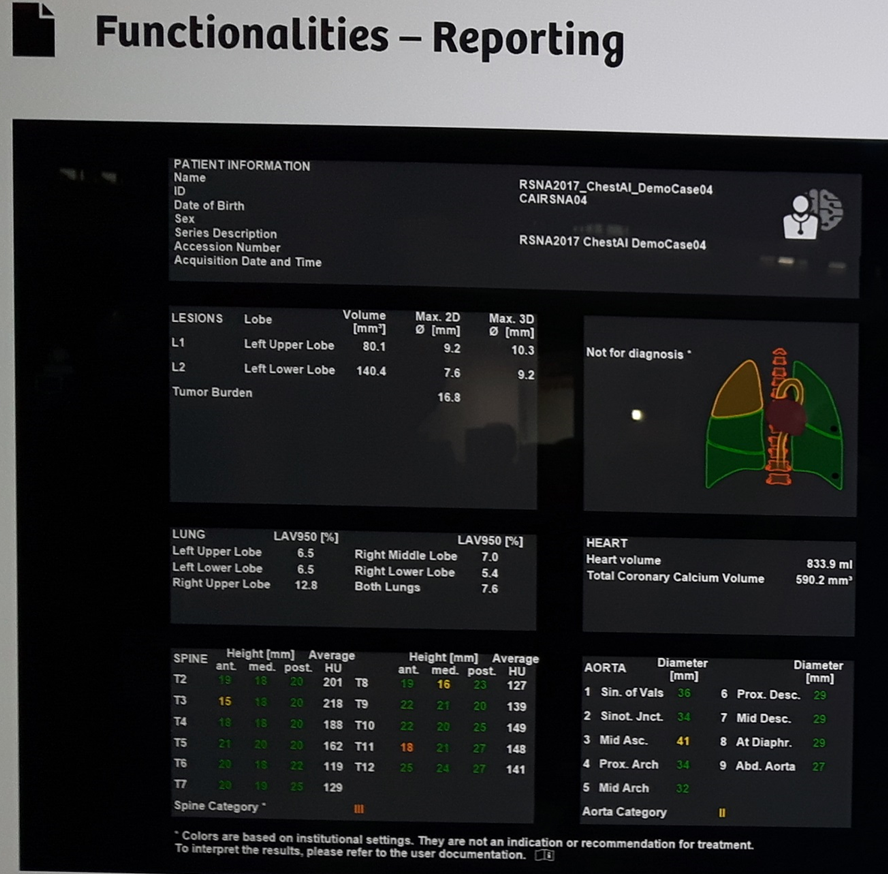 Functionalities – Reporting
PATIENT INFORMATION
Name RSNA2017_ChestAI_DemoCase04
ID CAIRSNA04
Date of Birth
Sex
Series Description RSNA2017 ChestAI DemoCase04
Accession Number
Acquisition Date and Time
LESIONS Lobe Volume [mm³] Max. 2D Ø [mm] Max. 3D Ø [mm]
L1 Left Upper Lobe 80.1 9.2 10.3
L2 Left Lower Lobe 140.4 7.6 9.2
Tumor Burden 16.8
Not for diagnosis *
LUNG LAV950 [%] LAV950 [%]
Left Upper Lobe 6.5 Right Middle Lobe 7.0
Left Lower Lobe 6.5 Right Lower Lobe 5.4
Right Upper Lobe 12.8 Both Lungs 7.6
HEART
Heart volume 833.9 ml
Total Coronary Calcium Volume 590.2 mm³
SPINE Height [mm] Average Height [mm] Average
ant. med. post. HU ant. med. post. HU
T2 19 18 20 201 T8 19 16 23 127
T3 15 18 20 218 T9 22 21 20 139
T4 18 18 20 188 T10 22 20 25 149
T5 21 20 20 162 T11 18 21 27 148
T6 20 18 22 119 T12 25 24 27 141
T7 20 19 25 129
Spine Category * III
AORTA Diameter [mm] Diameter [mm]
1 Sin. of Vals 36 6 Prox. Desc. 29
2 Sinot. Jnct. 34 7 Mid Desc. 29
3 Mid Asc. 41 8 At Diaphr. 29
4 Prox. Arch 34 9 Abd. Aorta 27
5 Mid Arch 32
Aorta Category II
* Colors are based on institutional settings. They are not an indication or recommendation for treatment.
To interpret the results, please refer to the user documentation.